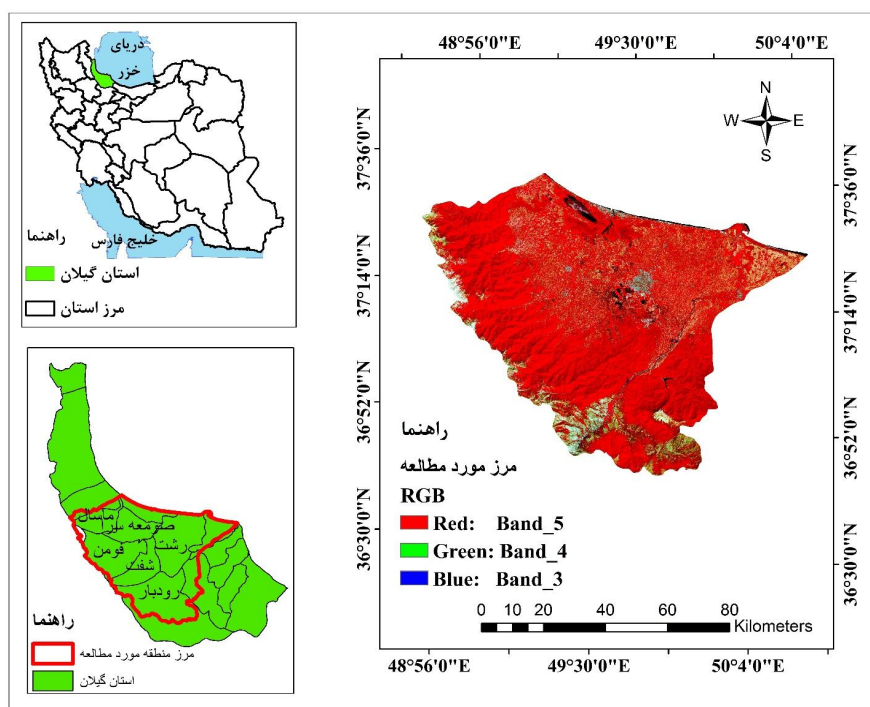 دریای
خزر
خلیج فارس
راهنما
استان گیلان
مرز استان
ماسال
صومعه سرا
رشت
فومن
شفت
رودبار
راهنما
مرز منطقه مورد مطالعه
استان گیلان
48°56'0"E 49°30'0"E 50°4'0"E
N
W E
S
37°36'0"N
37°14'0"N
36°52'0"N
36°30'0"N
37°36'0"N
37°14'0"N
36°52'0"N
36°30'0"N
راهنما
مرز مورد مطالعه
RGB
Red: Band_5
Green: Band_4
Blue: Band_3
0 5 10 20 40 60 80
Kilometers
48°56'0"E 49°30'0"E 50°4'0"E